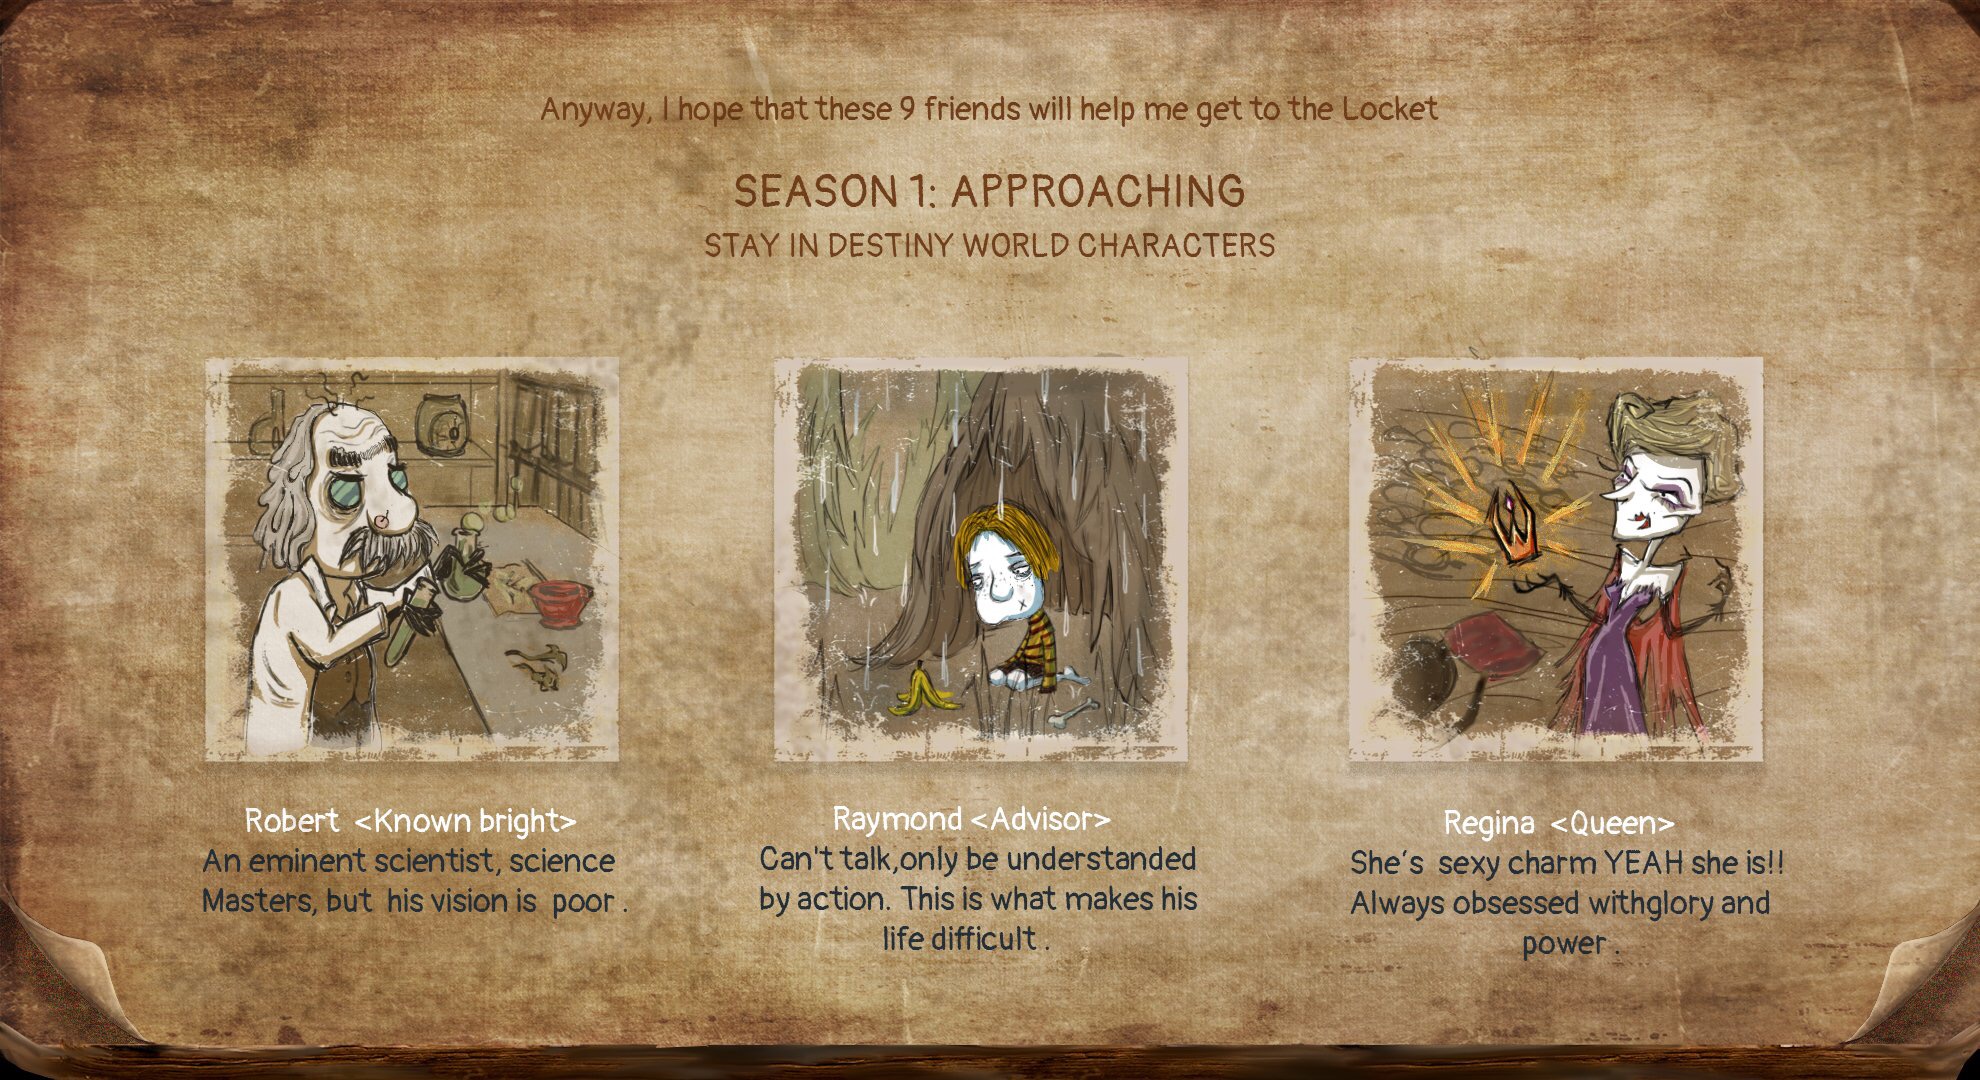 Anyway, I hope that these 9 friends will help me get to the Locket
SEASON 1: APPROACHING
STAY IN DESTINY WORLD CHARACTERS
Robert <Known bright>
An eminent scientist, science
Masters, but his vision is poor .
Raymond <Advisor>
Can't talk,only be understanded
by action. This is what makes his
life difficult .
Regina <Queen>
She's sexy charm YEAH she is!!
Always obsessed withglory and
power .